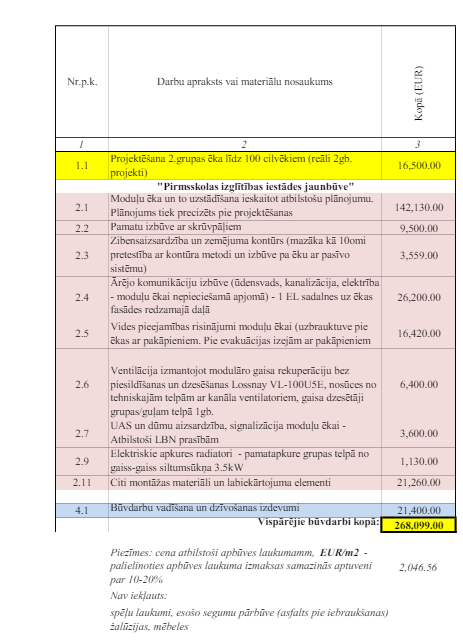 Nr.p.k. Darbu apraksts vai materiālu nosaukums Kopā (EUR)
1 2 3
1.1 Projektēšana 2.grupas ēka līdz 100 cilvēkiem (reāli 2gb. projekti) 16,500.00
"Pirmsskolas izglītības iestādes jaunbūve"
2.1 Moduļu ēka un to uzstādīšana ieskaitot atbilstošu plānojumu.
Plānojums tiek precizēts pie projektēšanas 142,130.00
2.2 Pamatu izbūve ar skrūvpāļiem 9,500.00
2.3 Zibensaizsardzība un zemējuma kontūrs (mazāka kā 10omi
pretestība ar kontūra metodi un izbūve pa ēku ar pasīvo
sistēmu) 3,559.00
2.4 Ārējo komunikāciju izbūve (ūdensvads, kanalizācija, elektrība
- moduļu ēkai nepieciešamā apjomā) - 1 EL sadalnes uz ēkas
fasādes redzamajā daļā 26,200.00
2.5 Vides pieejamības risinājumi moduļu ēkai (uzbrauktuve pie
ēkas ar pakāpieniem. Pie evakuācijas izejām ar pakāpieniem 16,420.00
2.6 Ventilācija izmantojot modulāro gaisa rekuperāciju bez
piesildīšanas un dzesēšanas Lossnay VL-100U5E, nosūces no
tehniskajām telpām ar kanāla ventilatoriem, gaisa dzesētāji
grupas/guļam telpā 1gb. 6,400.00
2.7 UAS un dūmu aizsardzība, signalizācija moduļu ēkai -
Atbilstoši LBN prasībām 3,600.00
2.9 Elektriskie apkures radiatori - pamatapkure grupas telpā no
gaiss-gaiss siltumsūkņa 3.5kW 1,130.00
2.11 Citi montāžas materiāli un labiekārtojuma elementi 21,260.00
4.1 Būvdarbu vadīšana un dzīvošanas izdevumi 21,400.00
Vispārējie būvdarbi kopā: 268,099.00
Piezīmes: cena atbilstoši apbūves laukumamm, EUR/m2 -
palielinoties apbūves laukuma izmaksas samazinās aptuveni
par 10-20% 2,046.56
Nav iekļauts:
spēļu laukumi, esošo segumu pārbūve (asfalts pie iebraukšanas)
žalūzijas, mēbeles